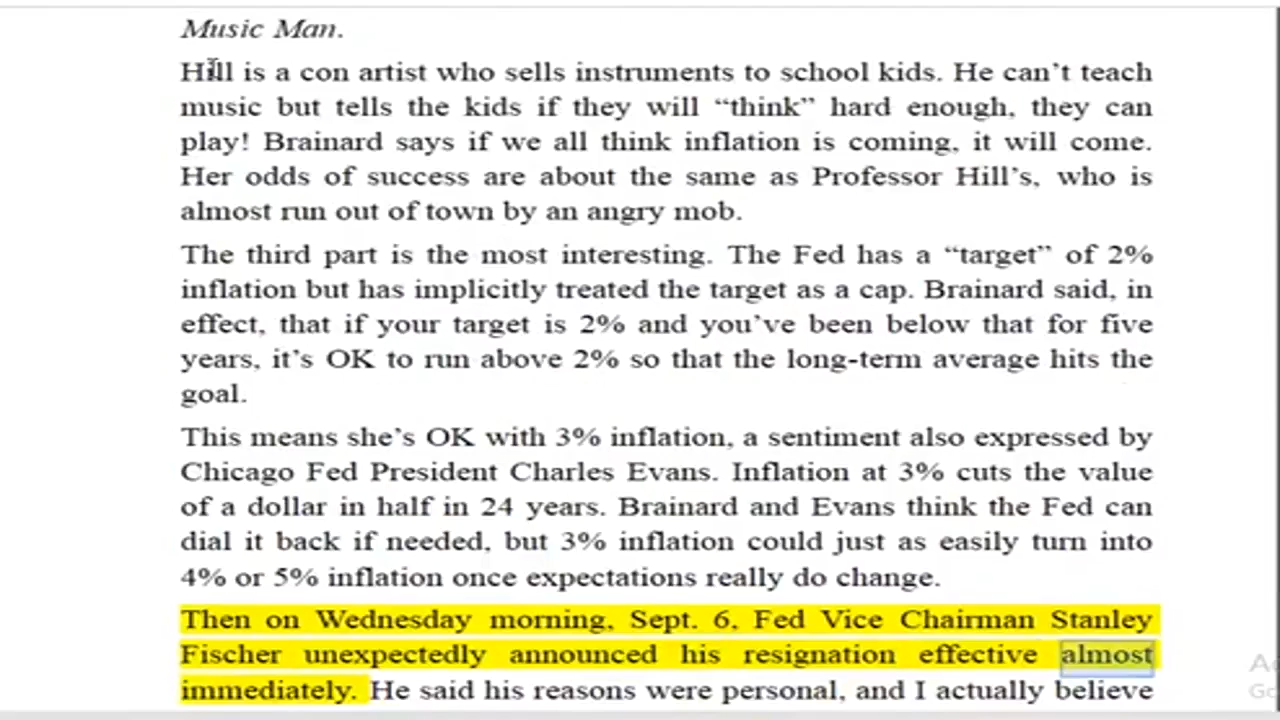 Music Man.
Hill is a con artist who sells instruments to school kids. He can’t teach
music but tells the kids if they will “think” hard enough, they can
play! Brainard says if we all think inflation is coming, it will come.
Her odds of success are about the same as Professor Hill’s, who is
almost run out of town by an angry mob.
The third part is the most interesting. The Fed has a “target” of 2%
inflation but has implicitly treated the target as a cap. Brainard said, in
effect, that if your target is 2% and you’ve been below that for five
years, it’s OK to run above 2% so that the long-term average hits the
goal.
This means she’s OK with 3% inflation, a sentiment also expressed by
Chicago Fed President Charles Evans. Inflation at 3% cuts the value
of a dollar in half in 24 years. Brainard and Evans think the Fed can
dial it back if needed, but 3% inflation could just as easily turn into
4% or 5% inflation once expectations really do change.
Then on Wednesday morning, Sept. 6, Fed Vice Chairman Stanley
Fischer unexpectedly announced his resignation effective almost
immediately. He said his reasons were personal, and I actually believe